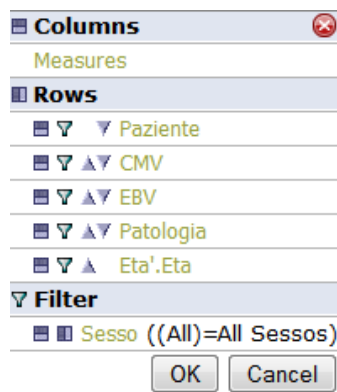 Columns
Measures
Rows
Paziente
CMV
EBV
Patologia
Eta'.Eta
Filter
Sesso ((All)=All Sessos)
OK Cancel